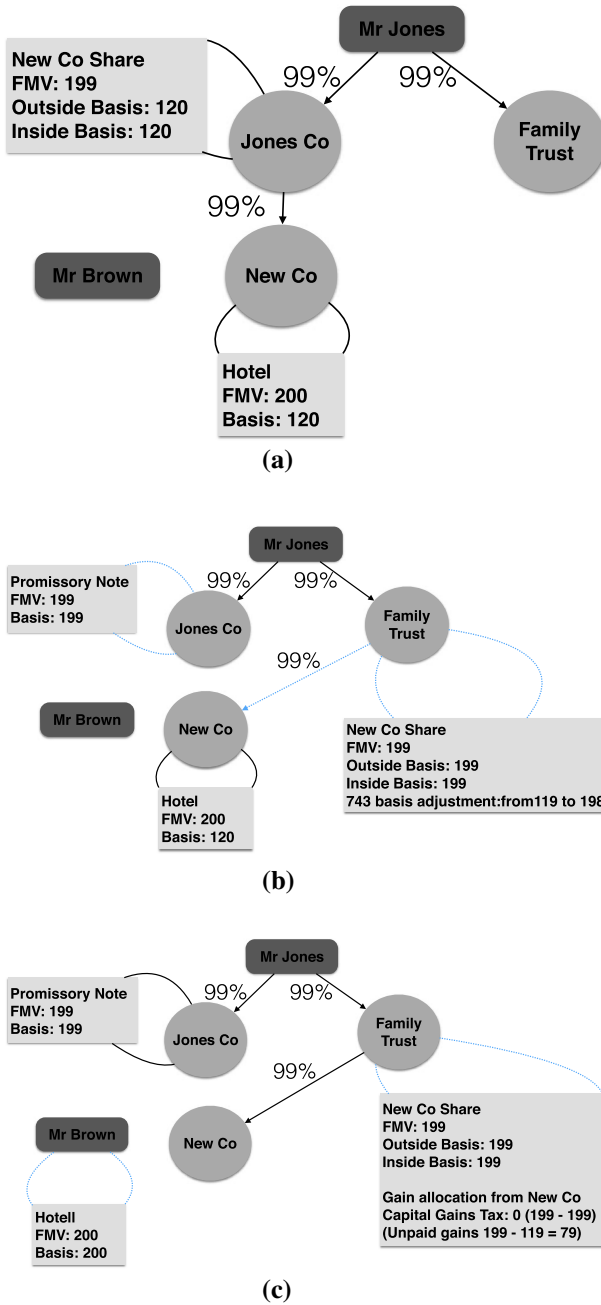 Mr Jones
99%
99%
New Co Share
FMV: 199
Outside Basis: 120
Inside Basis: 120
Jones Co
Family
Trust
99%
Mr Brown
New Co
Hotel
FMV: 200
Basis: 120
(a)
Mr Jones
99%
99%
Promissory Note
FMV: 199
Basis: 199
Jones Co
Family
Trust
99%
Mr Brown
New Co
New Co Share
FMV: 199
Outside Basis: 199
Inside Basis: 199
743 basis adjustment:from119 to 198
Hotel
FMV: 200
Basis: 120
(b)
Mr Jones
99%
99%
Promissory Note
FMV: 199
Basis: 199
Jones Co
Family
Trust
99%
Mr Brown
New Co
New Co Share
FMV: 199
Outside Basis: 199
Inside Basis: 199
Gain allocation from New Co
Capital Gains Tax: 0 (199 - 199)
(Unpaid gains 199 - 119 = 79)
Hotell
FMV: 200
Basis: 200
(c)